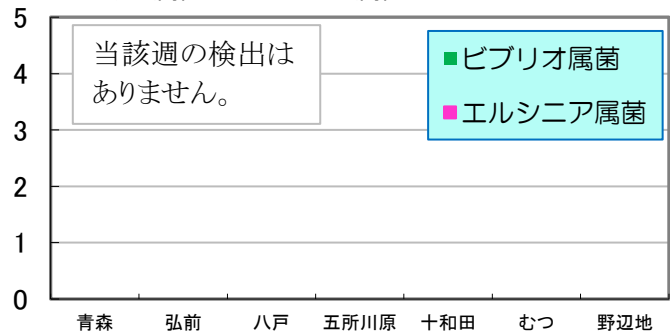 5
当該週の検出は
ありません。
■ビブリオ属菌
■エルシニア属菌
4
3
2
1
0
青森 弘前 八戸 五所川原 十和田 むつ 野辺地